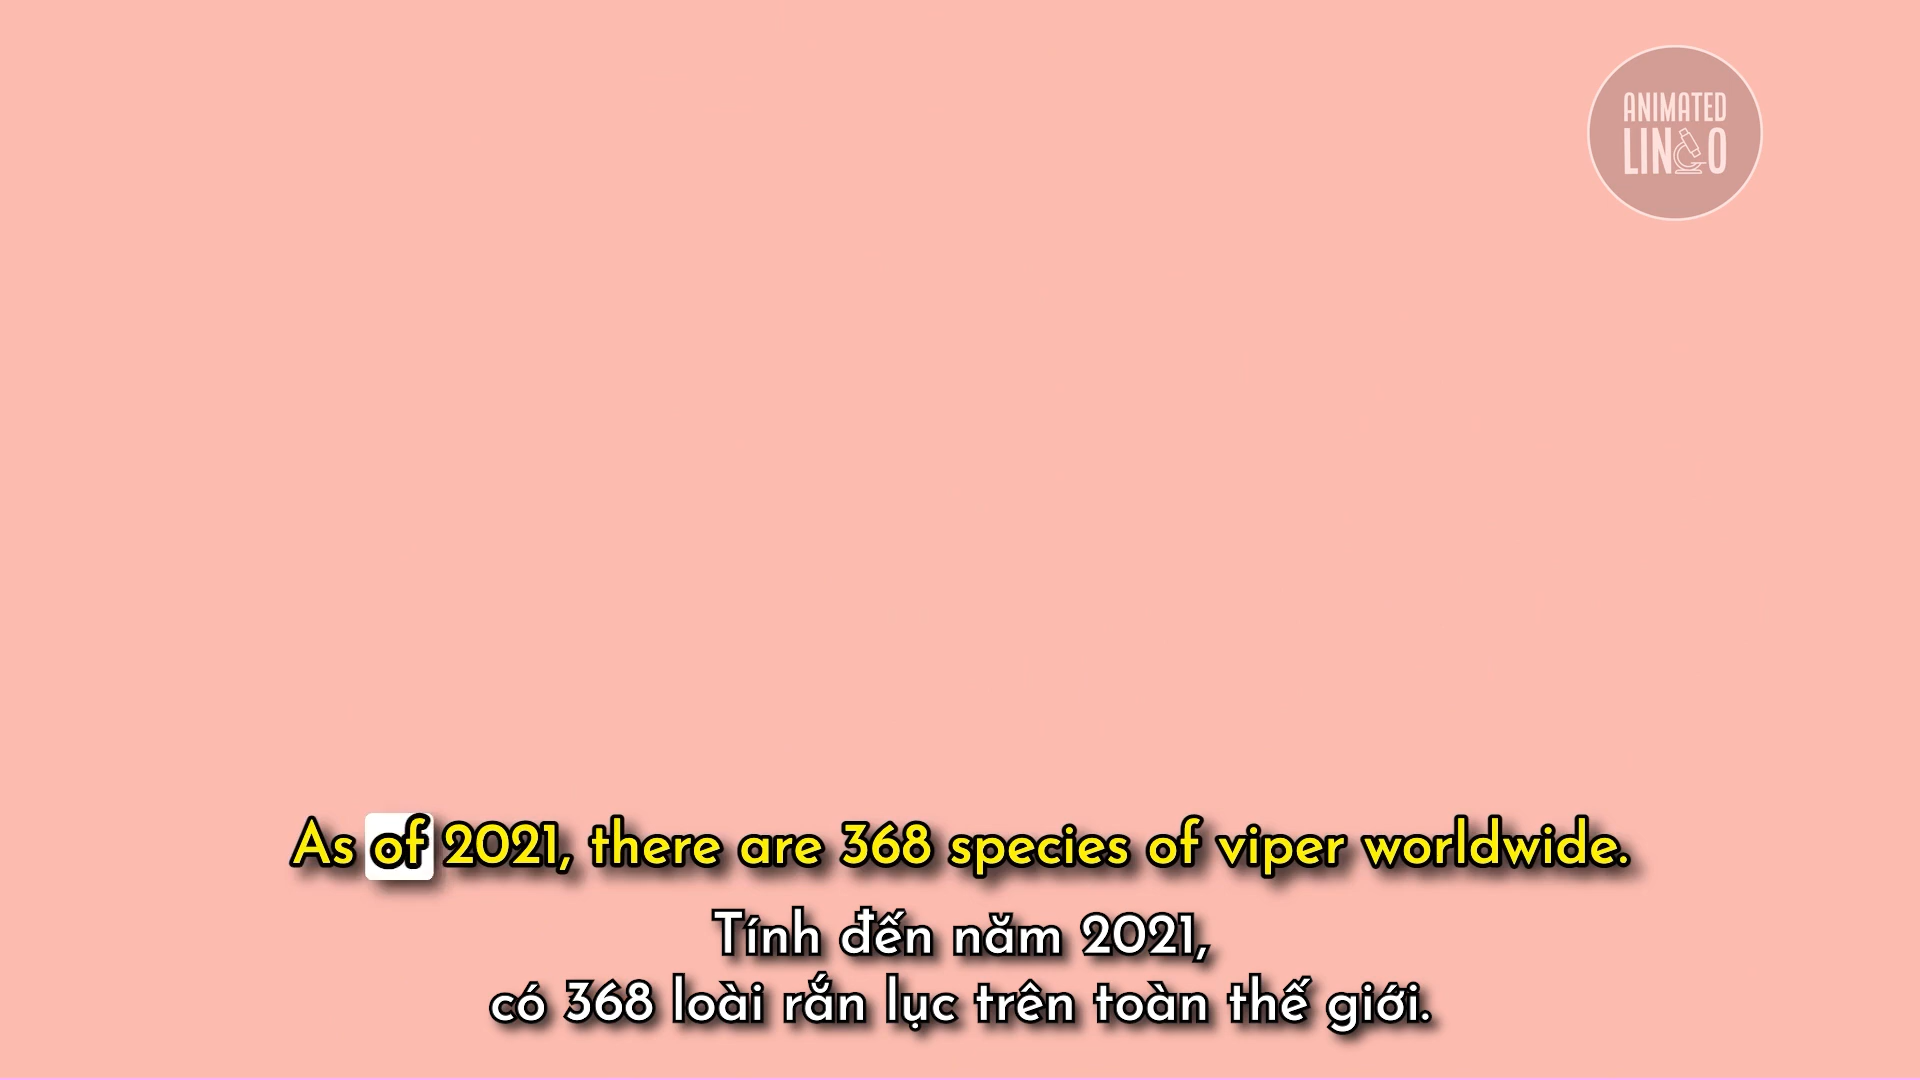 ANIMATED
LINGO
As of 2021, there are 368 species of viper worldwide.
Tính đến năm 2021,
có 368 loài rắn lục trên toàn thế giới.